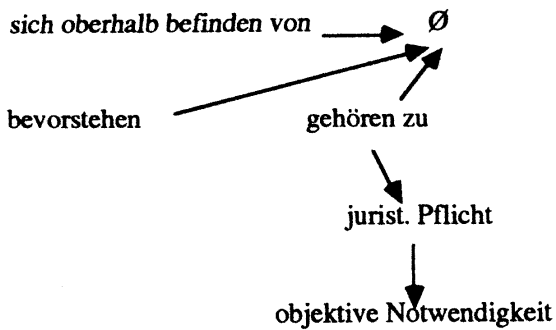 sich oberhalb befinden von Ø
bevorstehen gehören zu
jurist. Pflicht
objektive Notwendigkeit